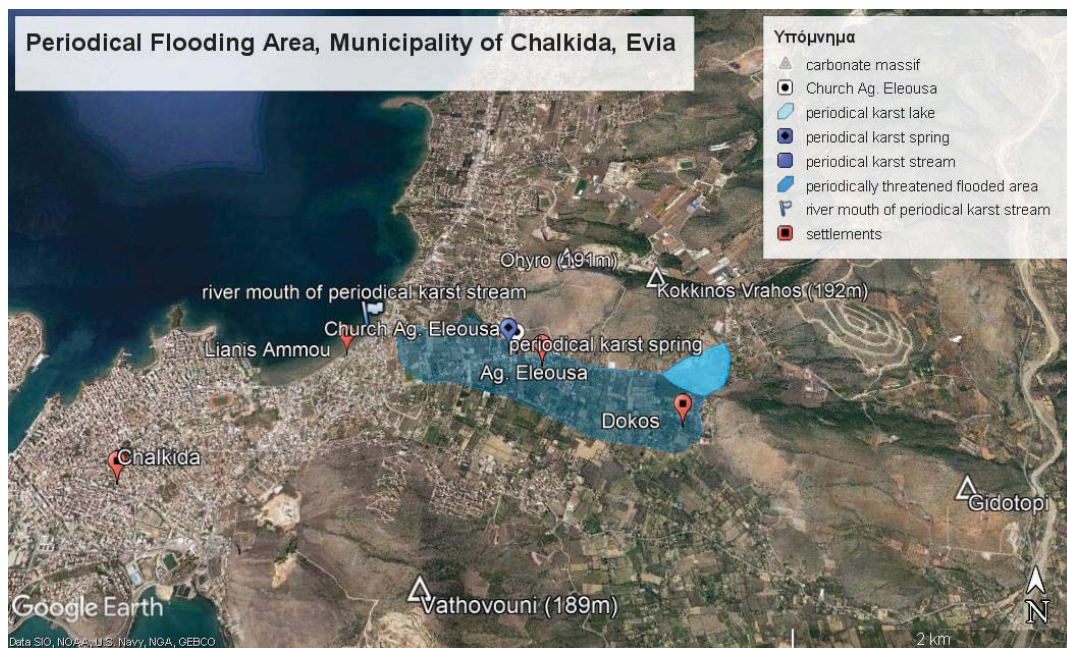 Periodical Flooding Area, Municipality of Chalkida, Evia
Υπόμνημα
carbonate massif
Church Ag. Eleousa
periodical karst lake
periodical karst spring
periodical karst stream
periodically threatened flooded area
river mouth of periodical karst stream
settlements
Ohyro (191m)
Kokkinos Vrahos (192m)
river mouth of periodical karst stream
Church Ag. Eleousa
periodical karst spring
Lianis Ammou
Ag. Eleousa
Dokos
Chalkida
Gidotopi
Vathovouni (189m)
Google Earth
N
Data SIO, NOAA, U.S. Navy, NGA, GEBCO
2 km